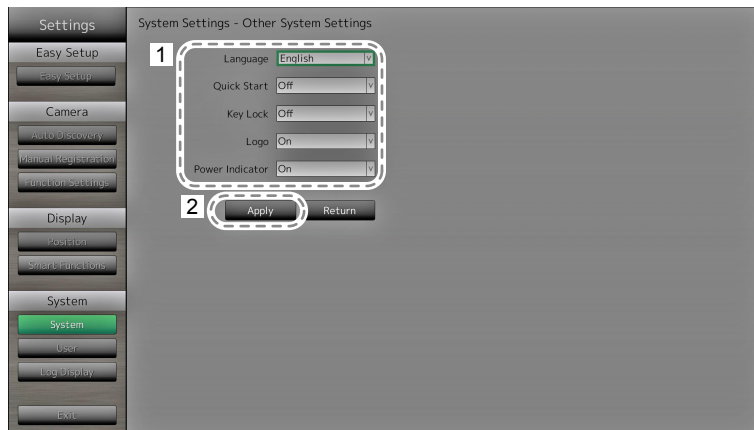 Settings
System Settings - Other System Settings
Easy Setup
Easy Setup
Camera
Auto Discovery
Manual Registration
Function Settings
Display
Position
Smart Functions
System
System
User
Log Display
Exit
1
Language English
Quick Start Off
Key Lock Off
Logo On
Power Indicator On
2
Apply Return